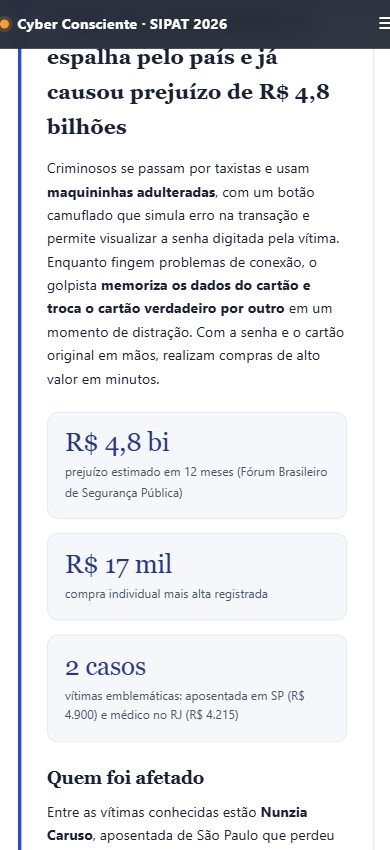 Cyber Consciente · SIPAT 2026
espalha pelo país e já
causou prejuízo de R$ 4,8
bilhões
Criminosos se passam por taxistas e usam
maquininhas adulteradas, com um botão
camuflado que simula erro na transação e
permite visualizar a senha digitada pela vítima.
Enquanto fingem problemas de conexão, o
golpista memoriza os dados do cartão e
troca o cartão verdadeiro por outro em um
momento de distração. Com a senha e o cartão
original em mãos, realizam compras de alto
valor em minutos.
R$ 4,8 bi
prejuízo estimado em 12 meses (Fórum Brasileiro
de Segurança Pública)
R$ 17 mil
compra individual mais alta registrada
2 casos
vítimas emblemáticas: aposentada em SP (R$
4.900) e médico no RJ (R$ 4.215)
Quem foi afetado
Entre as vítimas conhecidas estão Nunzia
Caruso, aposentada de São Paulo que perdeu